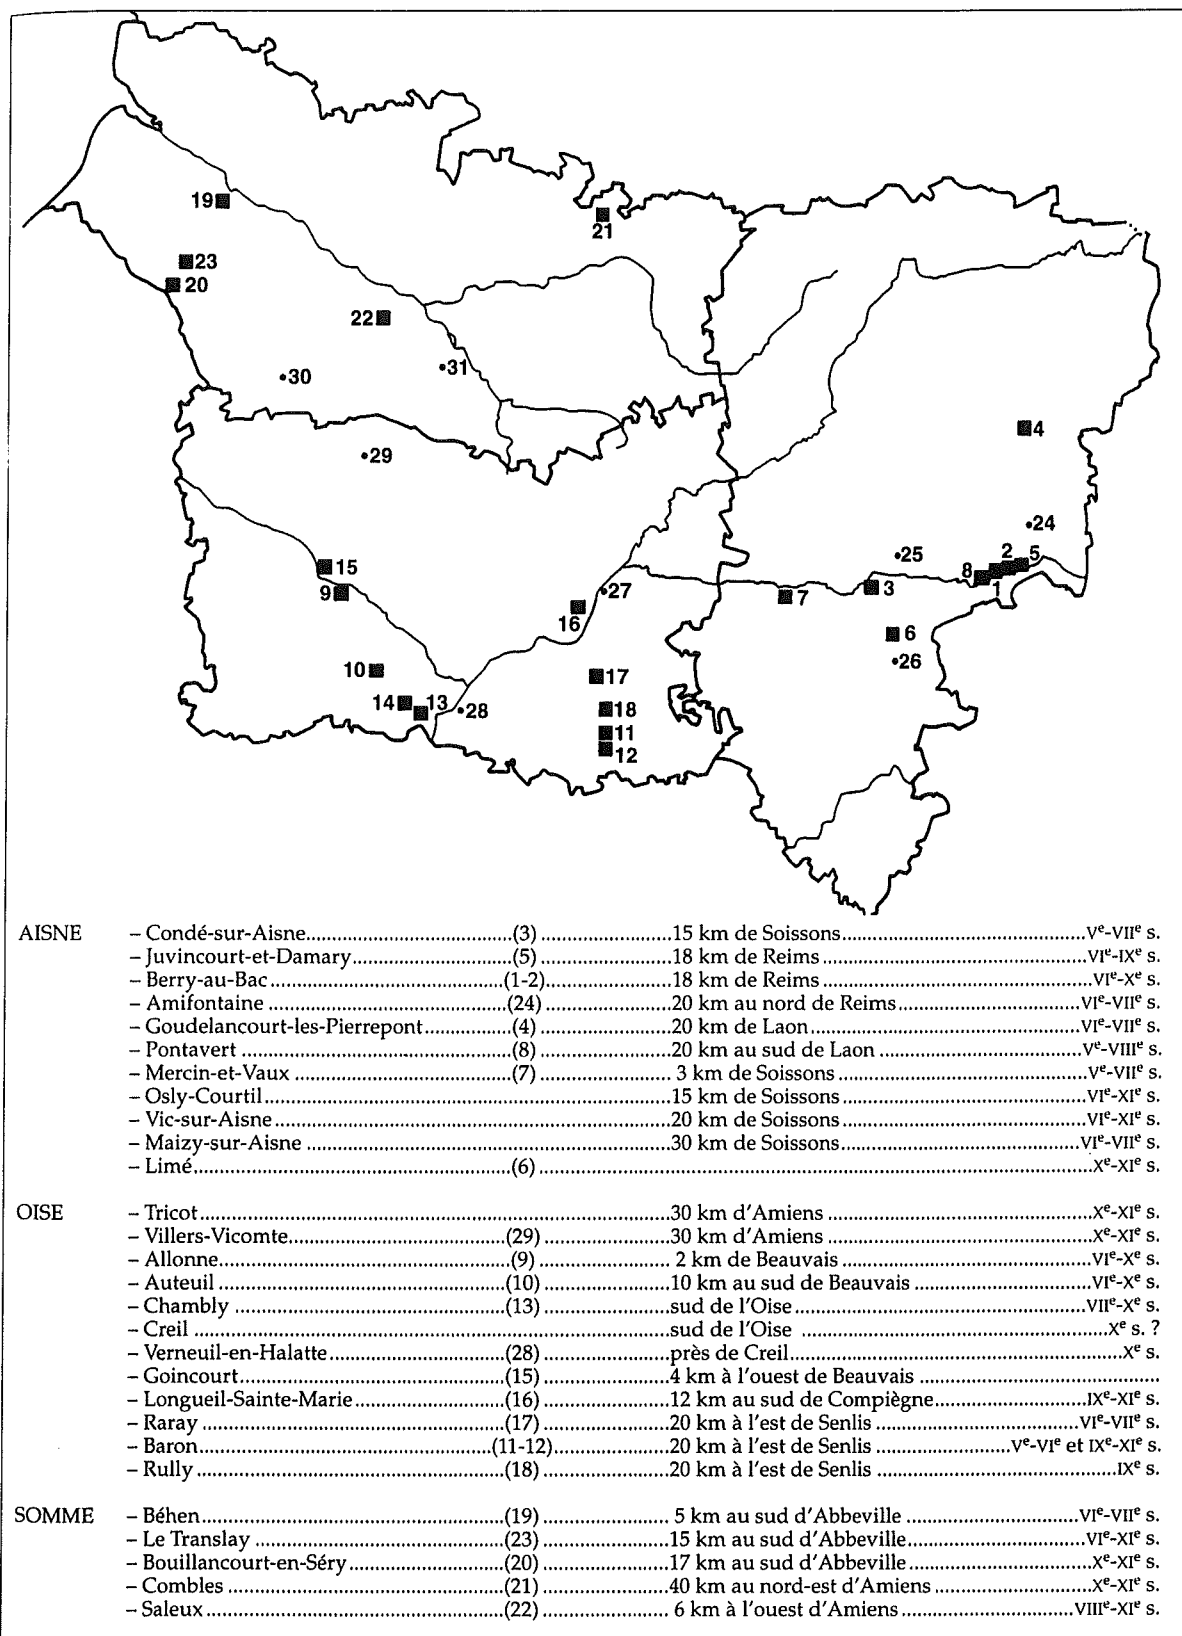 19
21
23
20
22
31
30
4
29
24
25
2
5
8
1
15
9
27
7
3
16
6
26
10
17
14
13
28
18
11
12
AISNE – Condé-sur-Aisne (3) 15 km de Soissons Ve-VIIe s.
– Juvincourt-et-Damary (5) 18 km de Reims VIe-IXe s.
– Berry-au-Bac (1-2) 18 km de Reims VIe-Xe s.
– Amifontaine (24) 20 km au nord de Reims VIe-VIIe s.
– Goudelancourt-les-Pierrepont (4) 20 km de Laon VIe-VIIe s.
– Pontavert (8) 20 km au sud de Laon Ve-VIIIe s.
– Mercin-et-Vaux (7) 3 km de Soissons Ve-VIIe s.
– Osly-Courtil 15 km de Soissons VIe-XIe s.
– Vic-sur-Aisne 20 km de Soissons VIe-XIe s.
– Maizy-sur-Aisne 30 km de Soissons VIe-VIIe s.
– Limé (6) Xe-XIe s.
OISE – Tricot 30 km d'Amiens Xe-XIe s.
– Villers-Vicomte (29) 30 km d'Amiens Xe-XIe s.
– Allonne (9) 2 km de Beauvais VIe-Xe s.
– Auteuil (10) 10 km au sud de Beauvais VIe-Xe s.
– Chambly (13) sud de l'Oise VIIe-Xe s.
– Creil sud de l'Oise Xe s. ?
– Verneuil-en-Halatte (28) près de Creil Xe s.
– Goincourt (15) 4 km à l'ouest de Beauvais
– Longueil-Sainte-Marie (16) 12 km au sud de Compiègne IXe-XIe s.
– Raray (17) 20 km à l'est de Senlis VIe-VIIe s.
– Baron (11-12) 20 km à l'est de Senlis Ve-VIe et IXe-XIe s.
– Rully (18) 20 km à l'est de Senlis IXe s.
SOMME – Béhen (19) 5 km au sud d'Abbeville VIe-VIIe s.
– Le Translay (23) 15 km au sud d'Abbeville VIe-XIe s.
– Bouillancourt-en-Séry (20) 17 km au sud d'Abbeville Xe-XIe s.
– Combles (21) 40 km au nord-est d'Amiens Xe-XIe s.
– Saleux (22) 6 km à l'ouest d'Amiens VIIIe-XIe s.